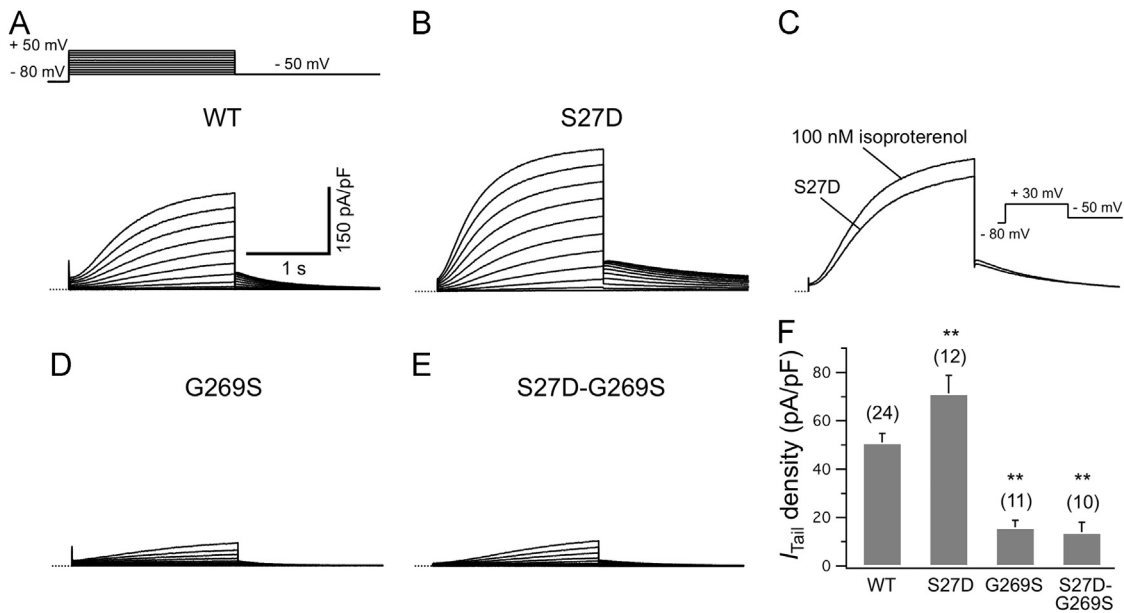 A
+ 50 mV
- 80 mV
- 50 mV
WT
150 pA/pF
1 s
B
S27D
C
100 nM isoproterenol
S27D
+ 30 mV
- 50 mV
- 80 mV
D
G269S
E
S27D-G269S
F
I Tail density (pA/pF)
80
60
40
20
0
(24)
**
(12)
**
(11)
**
(10)
WT
S27D
G269S
S27D-
G269S